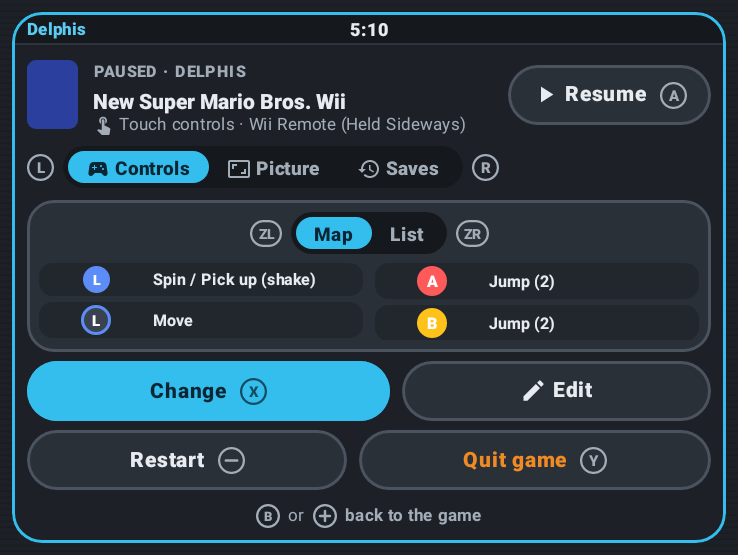 Delphis 5:10
PAUSED · DELPHIS
New Super Mario Bros. Wii
Touch controls · Wii Remote (Held Sideways)
Resume A
L Controls Picture Saves R
ZL Map List ZR
L Spin / Pick up (shake) A Jump (2)
L Move B Jump (2)
Change X Edit
Restart Quit game Y
B or + back to the game